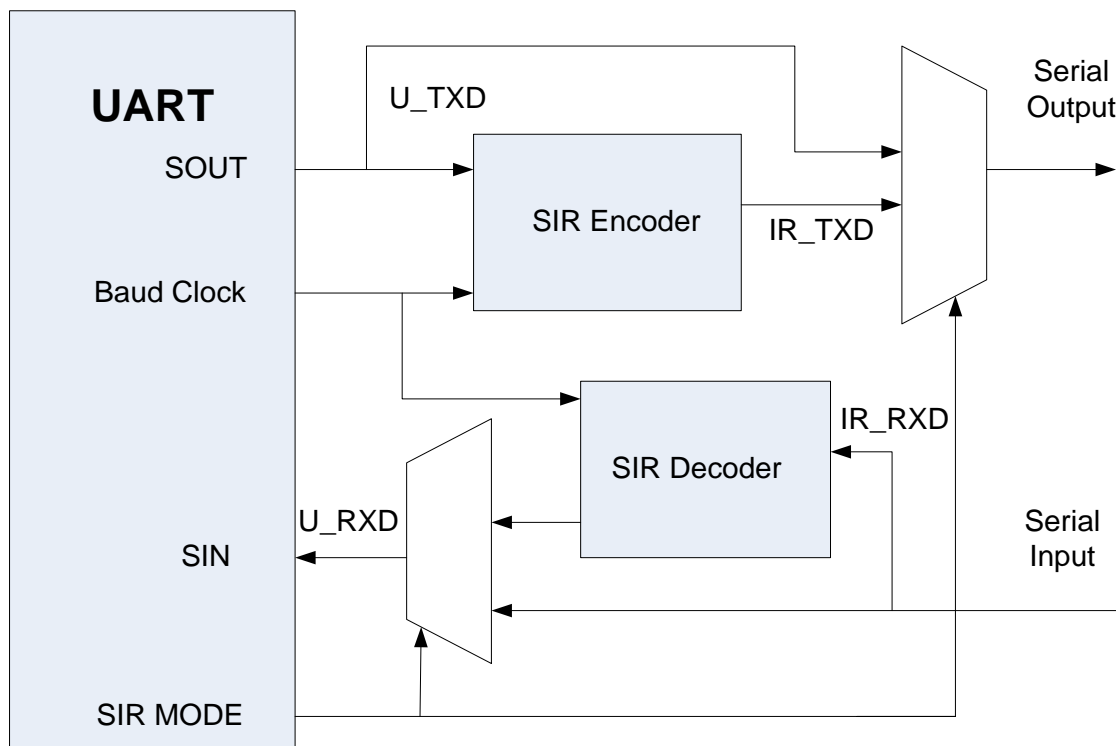 UART
U_TXD
SOUT
Baud Clock
SIN
SIR MODE
SIR Encoder
IR_TXD
Serial
Output
SIR Decoder
IR_RXD
U_RXD
Serial
Input